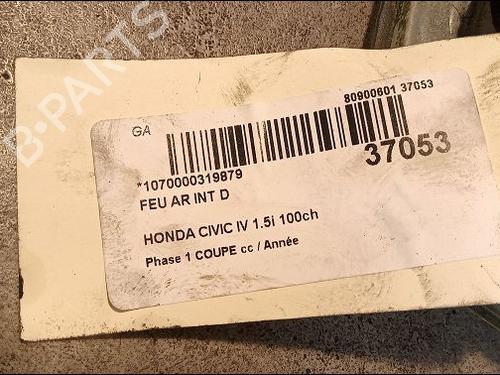 B-PARTS
GA
80900601 37053
37053
*1070000319879
FEU AR INT D
HONDA CIVIC IV 1.5i 100ch
Phase 1 COUPE cc / Année